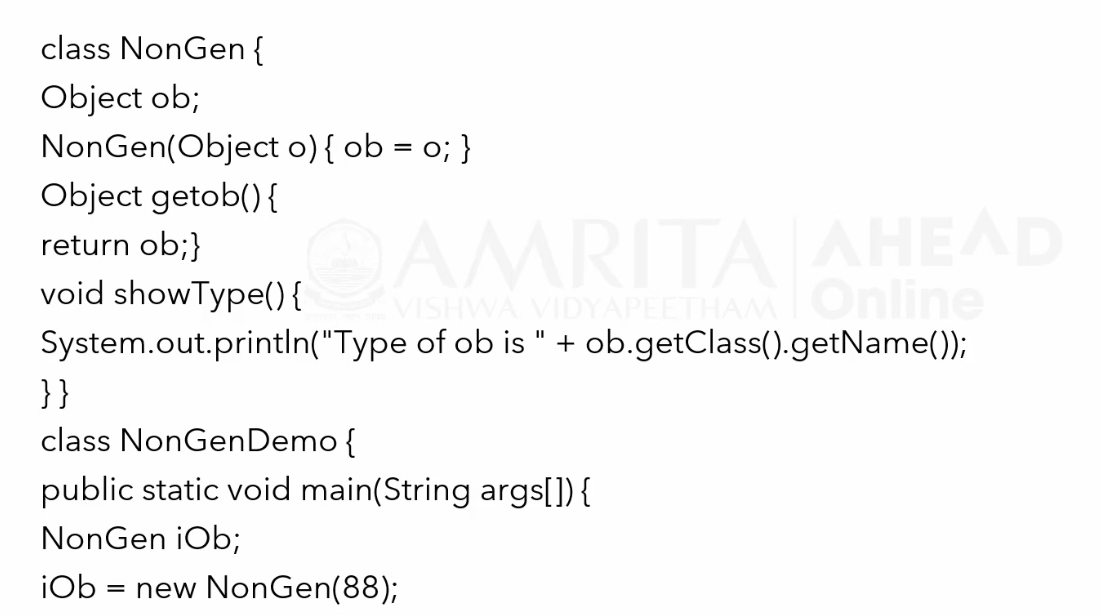 class NonGen {
Object ob;
NonGen(Object o) { ob = o; }
Object getob() {
return ob;}
void showType() {
System.out.println("Type of ob is " + ob.getClass().getName());
} }
class NonGenDemo {
public static void main(String args[]) {
NonGen iOb;
iOb = new NonGen(88);
AMRITA
VISHWA VIDYAPEETHAM
AHEAD
Online